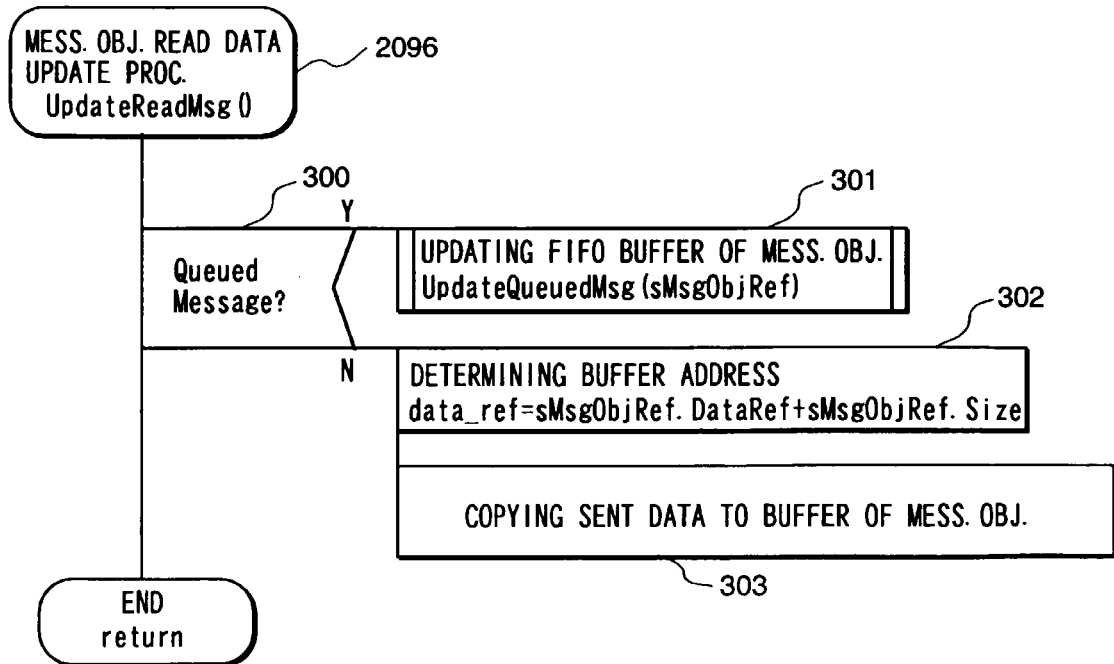 MESS. OBJ. READ DATA
UPDATE PROC.
UpdateReadMsg()
2096
300
Y
301
Queued
Message?
UPDATING FIFO BUFFER OF MESS. OBJ.
UpdateQueuedMsg(sMsgObjRef)
302
N
DETERMINING BUFFER ADDRESS
data_ref=sMsgObjRef.DataRef+sMsgObjRef.Size
COPYING SENT DATA TO BUFFER OF MESS. OBJ.
303
END
return